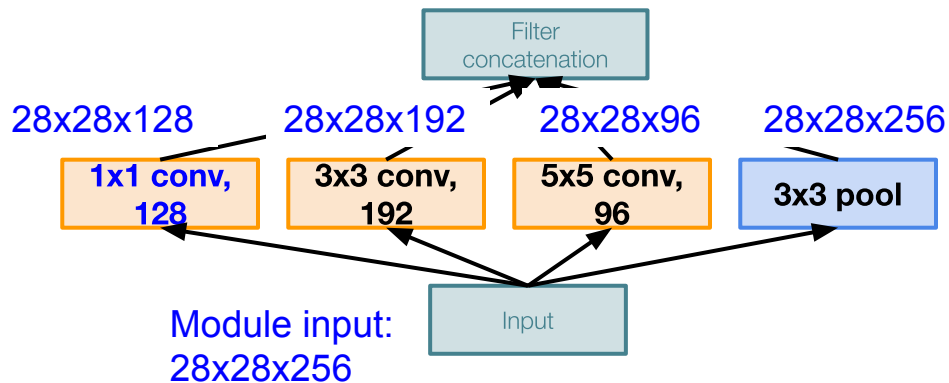 Filter
concatenation
28x28x128
28x28x192
28x28x96
28x28x256
1x1 conv,
128
3x3 conv,
192
5x5 conv,
96
3x3 pool
Input
Module input:
28x28x256